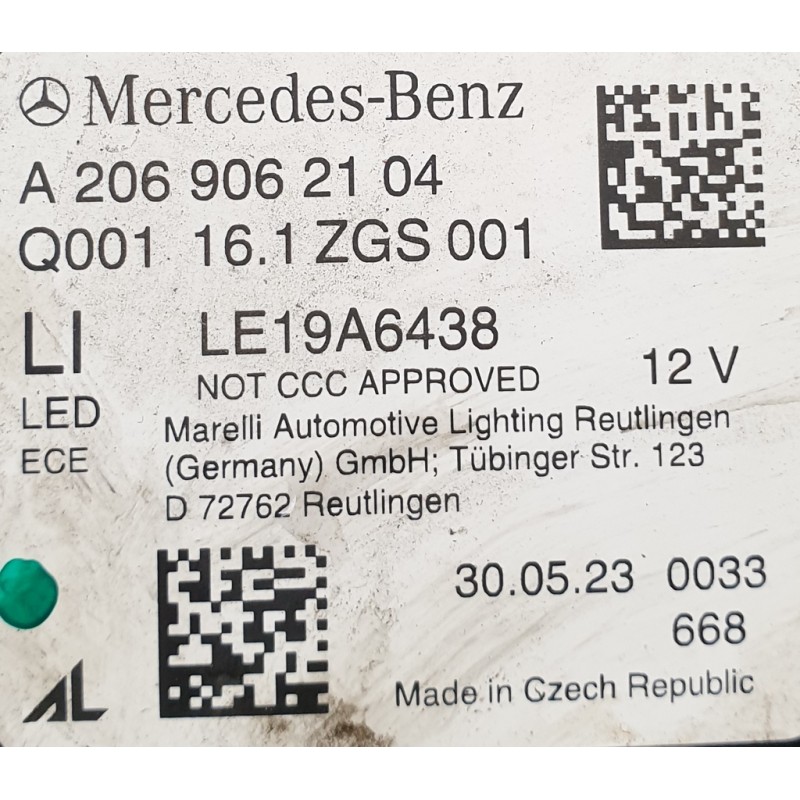 Mercedes-Benz
A 206 906 21 04
Q001 16.1 ZGS 001
LI LE19A6438
NOT CCC APPROVED 12 V
LED
ECE
Marelli Automotive Lighting Reutlingen
(Germany) GmbH; Tübinger Str. 123
D 72762 Reutlingen
30.05.23 0033
668
AL
Made in Czech Republic